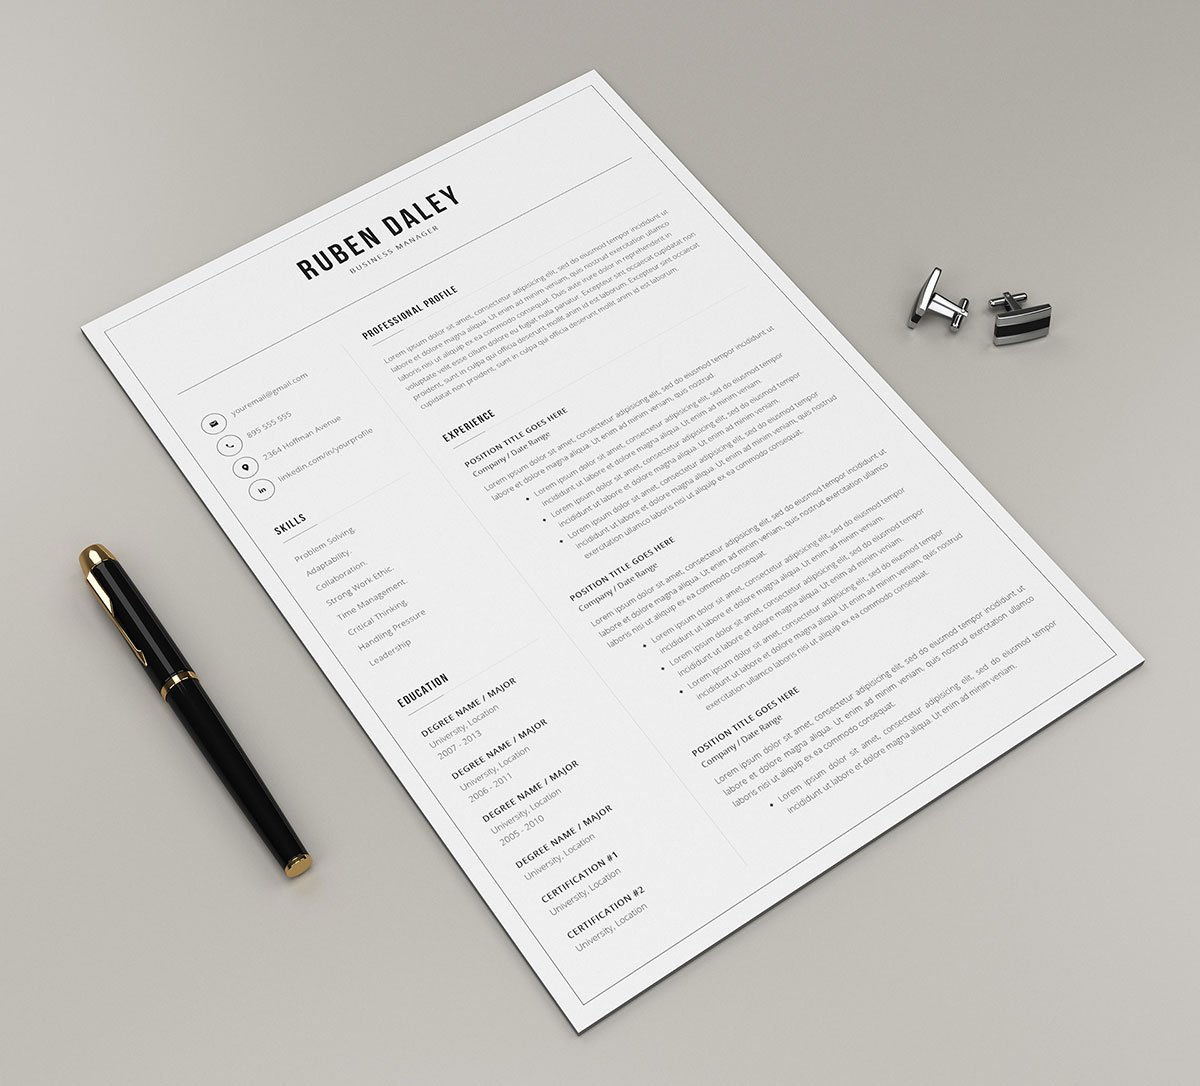 RUBEN DALEY
BUSINESS MANAGER
youremail@gmail.com
895 555 555
2364 Hoffman Avenue
linkedin.com/in/yourprofile
SKILLS
Problem Solving.
Adaptability.
Collaboration.
Strong Work Ethic.
Time Management.
Critical Thinking.
Handling Pressure
Leadership
EDUCATION
DEGREE NAME / MAJOR
University, Location
2007 - 2013
DEGREE NAME / MAJOR
University, Location
2006 - 2011
DEGREE NAME / MAJOR
University, Location
2005 - 2010
DEGREE NAME / MAJOR
University, Location
CERTIFICATION #1
University, Location
CERTIFICATION #2
University, Location
PROFESSIONAL PROFILE
Lorem ipsum dolor sit amet, consectetur adipisicing elit, sed do eiusmod tempor incididunt ut
labore et dolore magna aliqua. Ut enim ad minim veniam, quis nostrud exercitation ullamco
laboris nisi ut aliquip ex ea commodo consequat. Duis aute irure dolor in reprehenderit in
voluptate velit esse cillum dolore eu fugiat nulla pariatur. Excepteur sint occaecat cupidatat non
proident, sunt in culpa qui officia deserunt mollit anim id est laborum. Excepteur sint occaecat
cupidatat non proident, sunt in culpa qui officia deserunt mollit anim id est laborum.
EXPERIENCE
POSITION TITLE GOES HERE
Company / Date Range
Lorem ipsum dolor sit amet, consectetur adipisicing elit, sed do eiusmod tempor incididunt ut
labore et dolore magna aliqua. Ut enim ad minim veniam, quis nostrud.
• Lorem ipsum dolor sit amet, consectetur adipisicing elit, sed do eiusmod tempor
incididunt ut labore et dolore magna aliqua. Ut enim ad minim veniam.
• Lorem ipsum dolor sit amet, consectetur adipisicing elit, sed do eiusmod tempor
incididunt ut labore et dolore magna aliqua. Ut enim ad minim veniam.
• Lorem ipsum dolor sit amet, consectetur adipisicing elit, sed do eiusmod tempor
incididunt ut labore et dolore magna aliqua. Ut enim ad minim veniam, quis nostrud
exercitation ullamco laboris nisi ut aliquip ex ea commodo consequat.
POSITION TITLE GOES HERE
Company / Date Range
Lorem ipsum dolor sit amet, consectetur adipisicing elit, sed do eiusmod tempor incididunt ut
labore et dolore magna aliqua. Ut enim ad minim veniam, quis nostrud exercitation ullamco
laboris nisi ut aliquip ex ea commodo consequat.
• Lorem ipsum dolor sit amet, consectetur adipisicing elit, sed do eiusmod tempor
incididunt ut labore et dolore magna aliqua. Ut enim ad minim veniam.
• Lorem ipsum dolor sit amet, consectetur adipisicing elit, sed do eiusmod tempor
incididunt ut labore et dolore magna aliqua. Ut enim ad minim veniam.
• Lorem ipsum dolor sit amet, consectetur adipisicing elit, sed do eiusmod tempor
incididunt ut labore et dolore magna aliqua. Ut enim ad minim veniam, quis nostrud
exercitation ullamco laboris nisi ut aliquip ex ea commodo consequat.
POSITION TITLE GOES HERE
Company / Date Range
Lorem ipsum dolor sit amet, consectetur adipisicing elit, sed do eiusmod tempor incididunt ut
labore et dolore magna aliqua. Ut enim ad minim veniam, quis nostrud exercitation ullamco
laboris nisi ut aliquip ex ea commodo consequat.
• Lorem ipsum dolor sit amet, consectetur adipisicing elit, sed do eiusmod tempor
incididunt ut labore et dolore magna aliqua. Ut enim ad minim veniam.